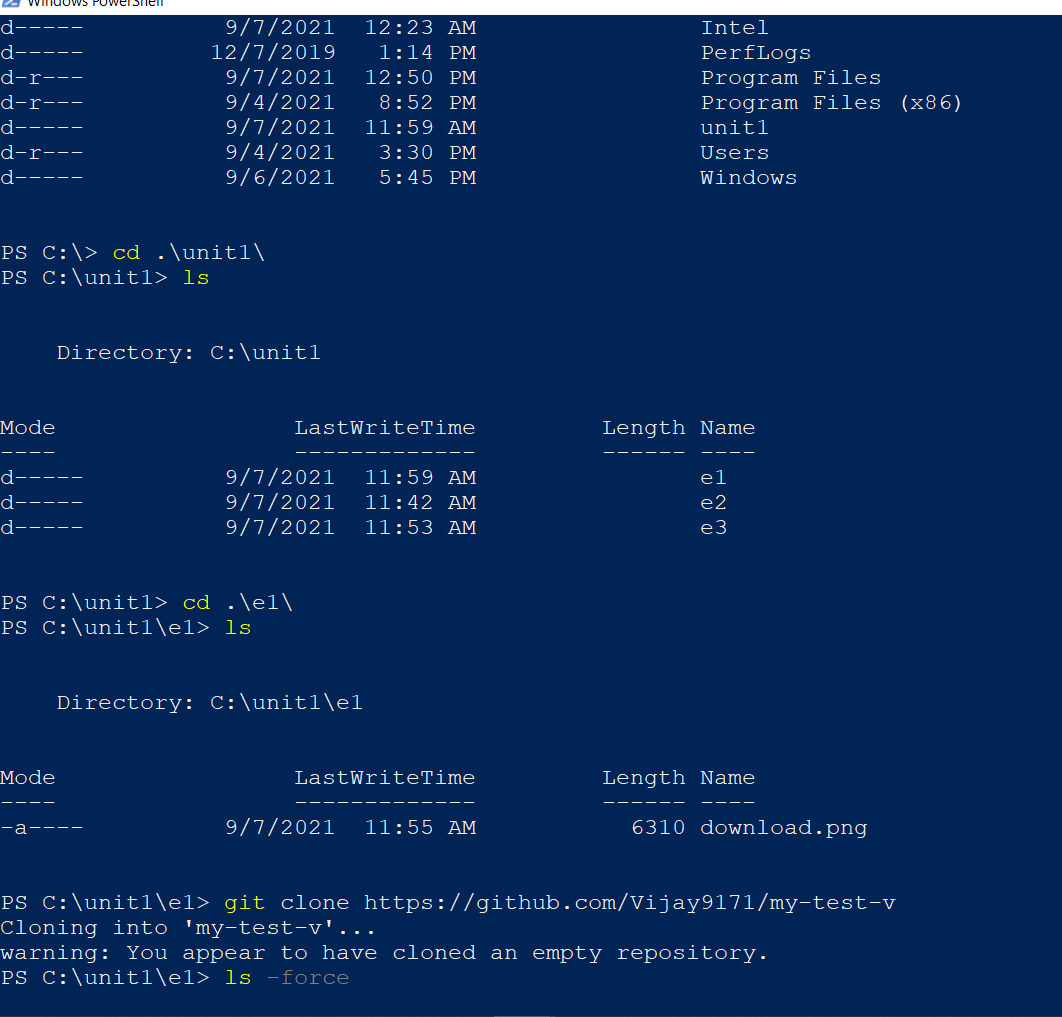 Windows PowerShell
d-----          9/7/2021  12:23 AM                Intel
d-----         12/7/2019   1:14 PM                PerfLogs
d-r---          9/7/2021  12:50 PM                Program Files
d-r---          9/4/2021   8:52 PM                Program Files (x86)
d-----          9/7/2021  11:59 AM                unit1
d-r---          9/4/2021   3:30 PM                Users
d-----          9/6/2021   5:45 PM                Windows
PS C:\> cd .\unit1\
PS C:\unit1> ls
    Directory: C:\unit1
Mode               LastWriteTime         Length Name
----               -------------         ------ ----
d-----          9/7/2021  11:59 AM                e1
d-----          9/7/2021  11:42 AM                e2
d-----          9/7/2021  11:53 AM                e3
PS C:\unit1> cd .\e1\
PS C:\unit1\e1> ls
    Directory: C:\unit1\e1
Mode               LastWriteTime         Length Name
----               -------------         ------ ----
-a----          9/7/2021  11:55 AM           6310 download.png
PS C:\unit1\e1> git clone https://github.com/Vijay9171/my-test-v
Cloning into 'my-test-v'...
warning: You appear to have cloned an empty repository.
PS C:\unit1\e1> ls -force